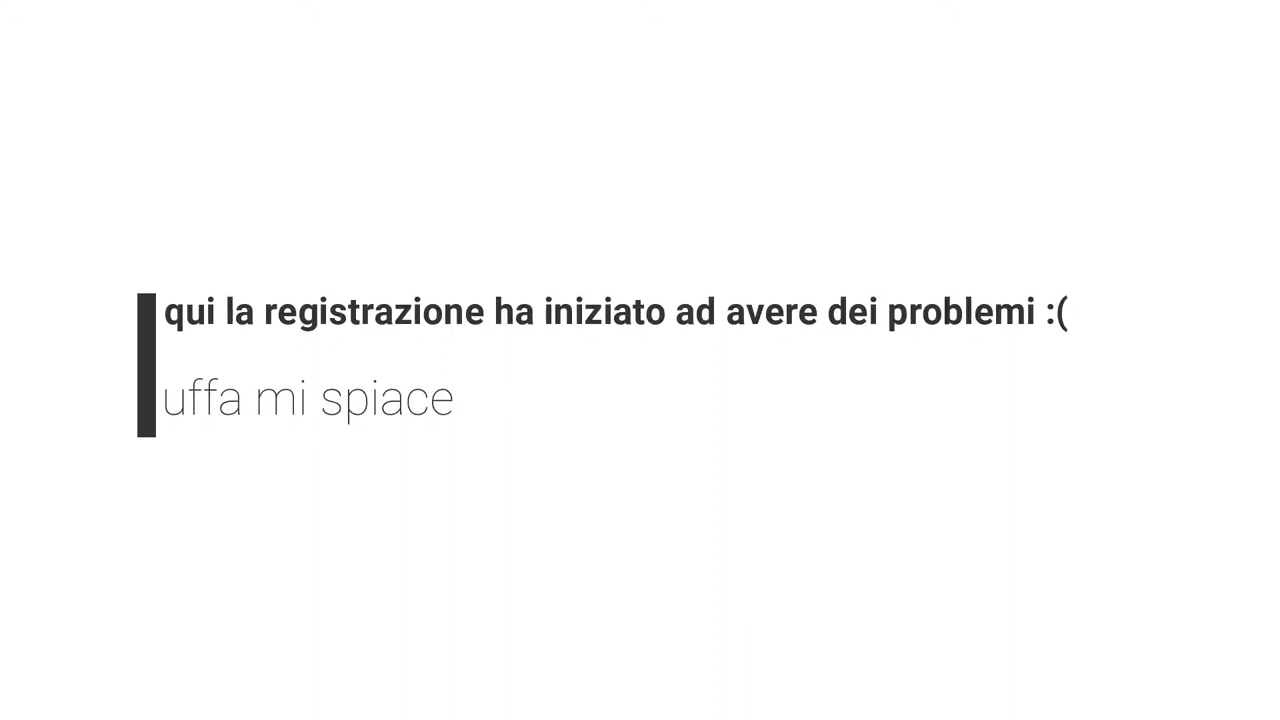 qui la registrazione ha iniziato ad avere dei problemi :(
uffa mi spiace